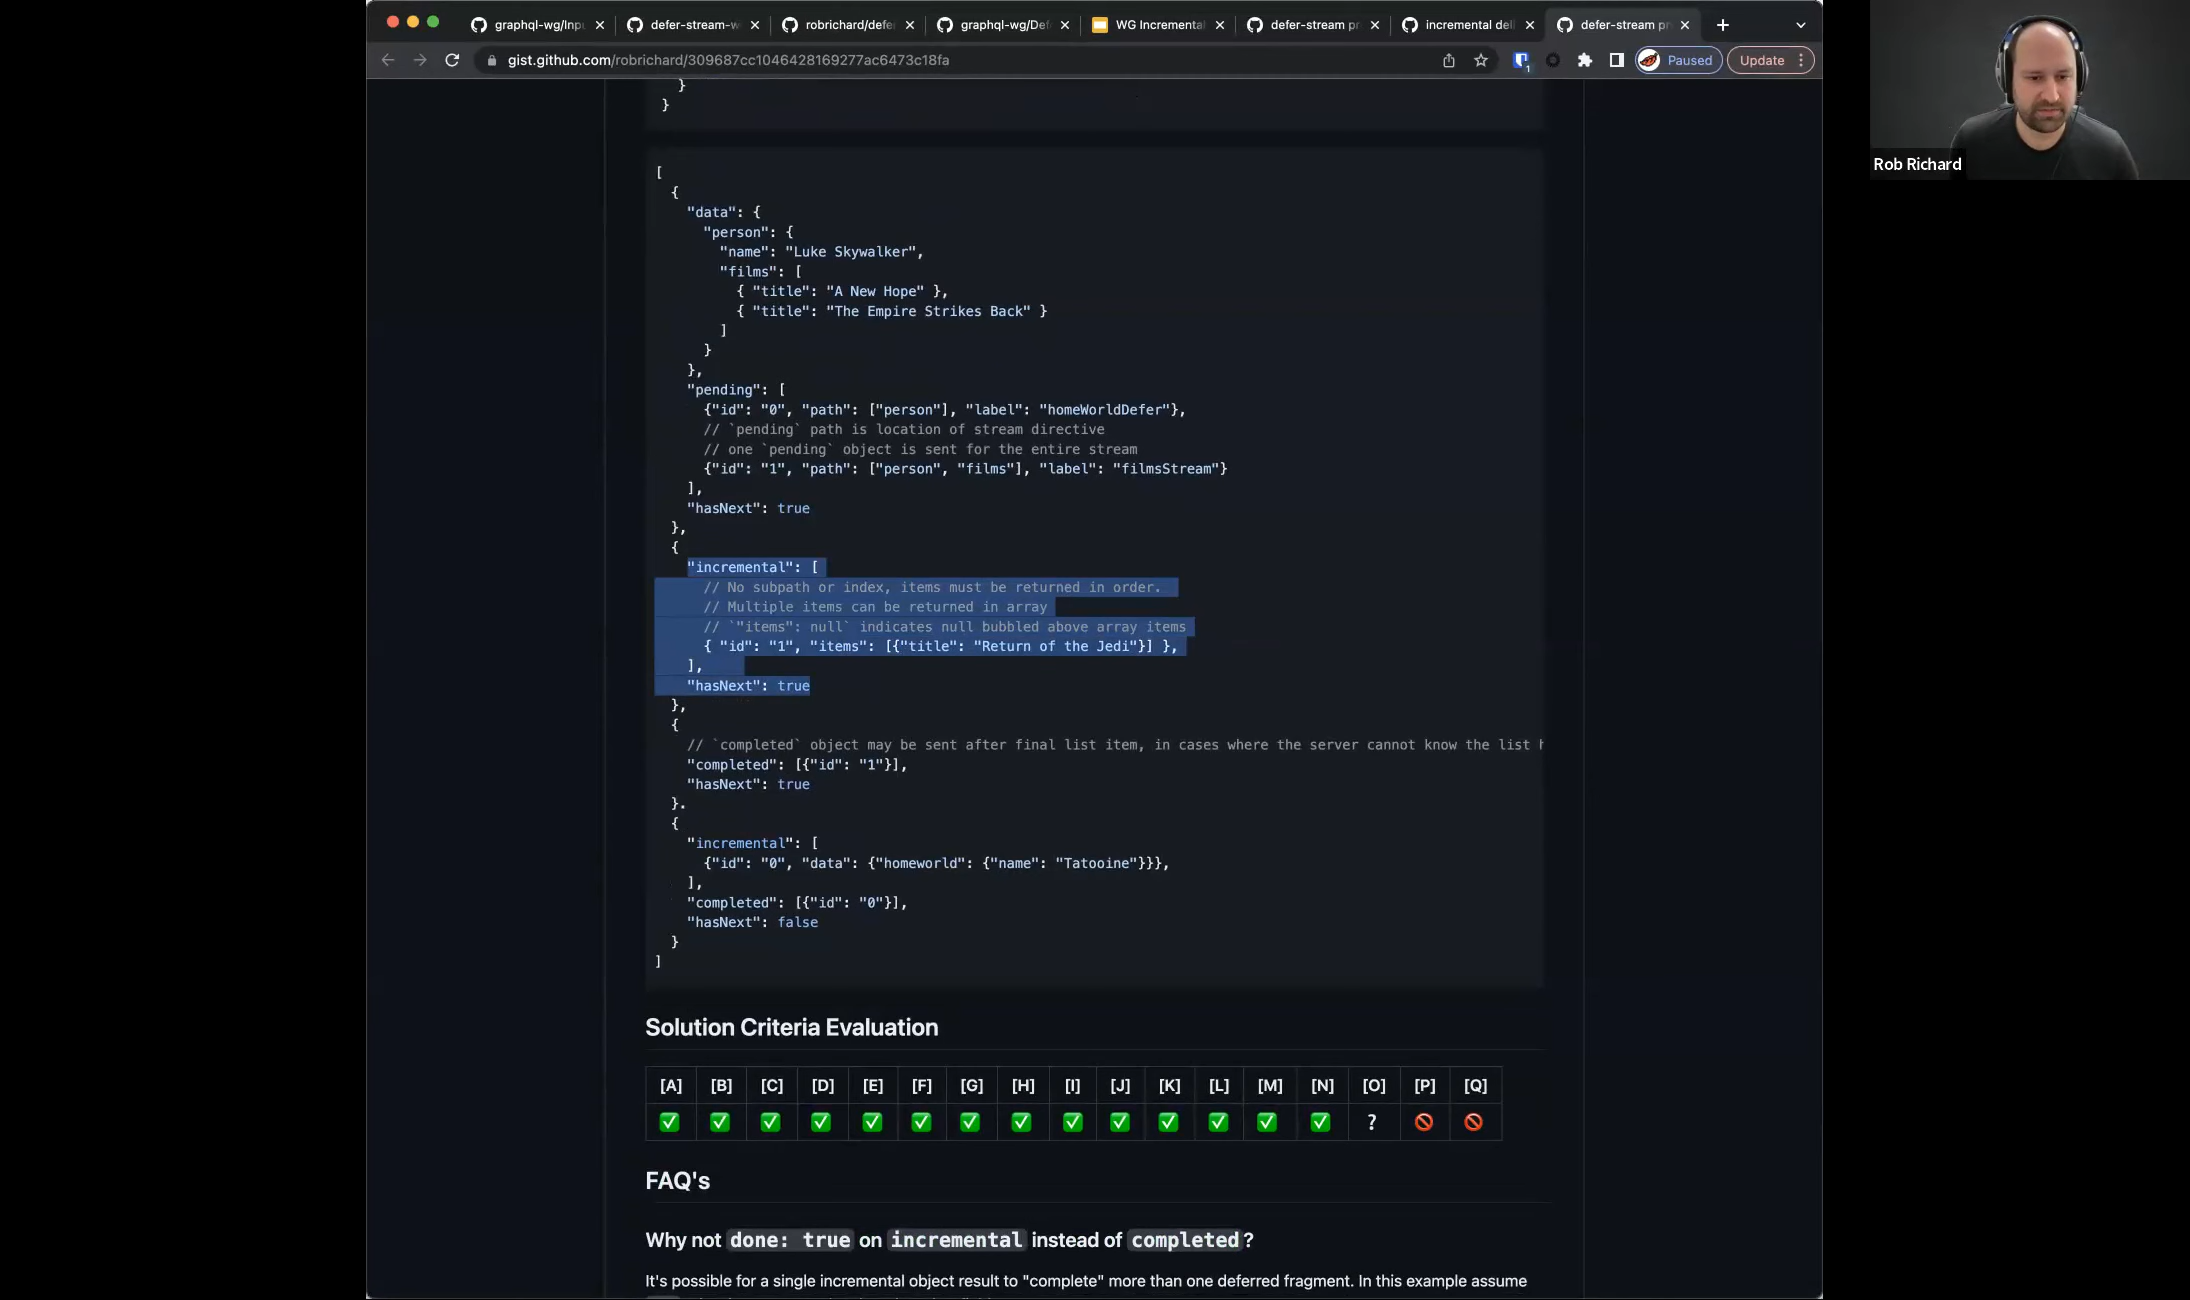 graphql-wg/Inpu
defer-stream-w
robrichard/defe
graphql-wg/Def
WG Incremental
defer-stream pr
incremental deli
defer-stream pr
gist.github.com/robrichard/309687cc1046428169277ac6473c18fa
1
Paused
Update
Rob Richard
}
}
[
{
"data": {
"person": {
"name": "Luke Skywalker",
"films": [
{ "title": "A New Hope" },
{ "title": "The Empire Strikes Back" }
]
}
},
"pending": [
{"id": "0", "path": ["person"], "label": "homeWorldDefer"},
// `pending` path is location of stream directive
// one `pending` object is sent for the entire stream
{"id": "1", "path": ["person", "films"], "label": "filmsStream"}
],
"hasNext": true
},
{
"incremental": [
// No subpath or index, items must be returned in order.
// Multiple items can be returned in array
// `"items": null` indicates null bubbled above array items
{ "id": "1", "items": [{"title": "Return of the Jedi"}] },
],
"hasNext": true
},
{
// `completed` object may be sent after final list item, in cases where the server cannot know the list h
"completed": [{"id": "1"}],
"hasNext": true
}.
{
"incremental": [
{"id": "0", "data": {"homeworld": {"name": "Tatooine"}}},
],
"completed": [{"id": "0"}],
"hasNext": false
}
]
Solution Criteria Evaluation
[A] [B] [C] [D] [E] [F] [G] [H] [I] [J] [K] [L] [M] [N] [O] [P] [Q]
✅ ✅ ✅ ✅ ✅ ✅ ✅ ✅ ✅ ✅ ✅ ✅ ✅ ✅ ? 🚫 🚫
FAQ's
Why not done: true on incremental instead of completed?
It's possible for a single incremental object result to "complete" more than one deferred fragment. In this example assume